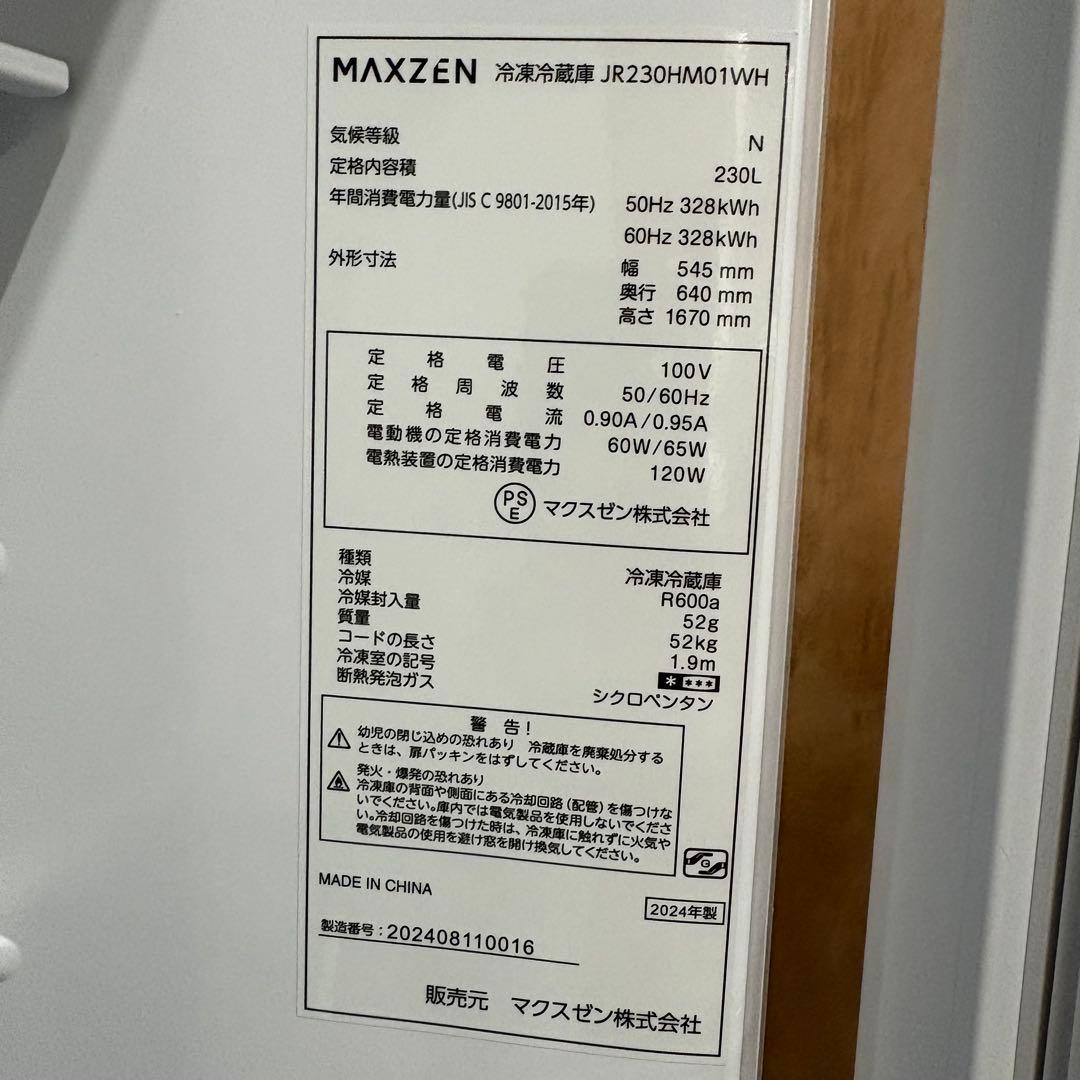 MAXZEN 冷凍冷蔵庫 JR230HM01WH
気候等級 N
定格内容積 230L
年間消費電力量(JIS C 9801-2015年) 50Hz 328kWh
60Hz 328kWh
外形寸法 幅 545 mm
奥行 640 mm
高さ 1670 mm
定格電圧 100V
定格周波数 50/60Hz
定格電流 0.90A/0.95A
電動機の定格消費電力 60W/65W
電熱装置の定格消費電力 120W
PSE マクスゼン株式会社
種類 冷凍冷蔵庫
冷媒 R600a
冷媒封入量 52g
質量 52kg
コードの長さ 1.9m
冷凍室の記号 * ***
断熱発泡ガス シクロペンタン
警 告!
幼児の閉じ込めの恐れあり 冷蔵庫を廃棄処分する
ときは、扉パッキンをはずしてください。
発火・爆発の恐れあり
冷凍庫の背面や側面にある冷却回路(配管)を傷つけな
いでください。庫内では電気製品を使用しないでくださ
い。冷却回路を傷つけた時は、冷凍庫に触れずに火気や
電気製品の使用を避け窓を開け換気してください。
G
MADE IN CHINA
2024年製
製造番号:202408110016
販売元 マクスゼン株式会社